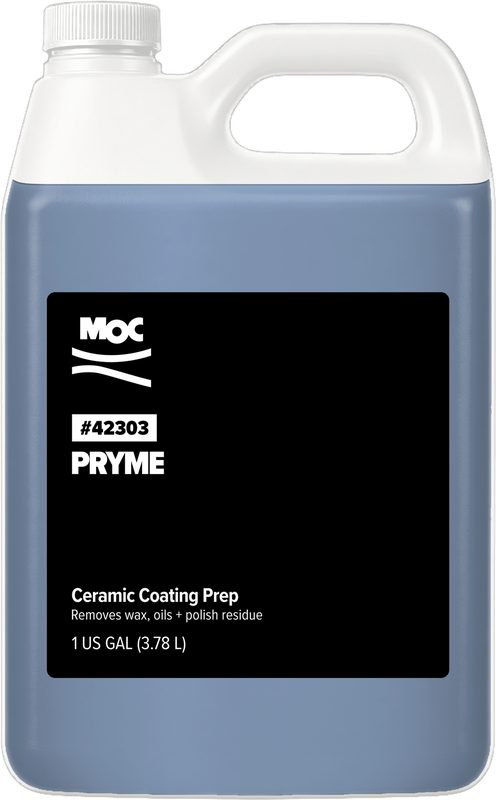 MOC
#42303
PRYME
Ceramic Coating Prep
Removes wax, oils + polish residue
1 US GAL (3.78 L)